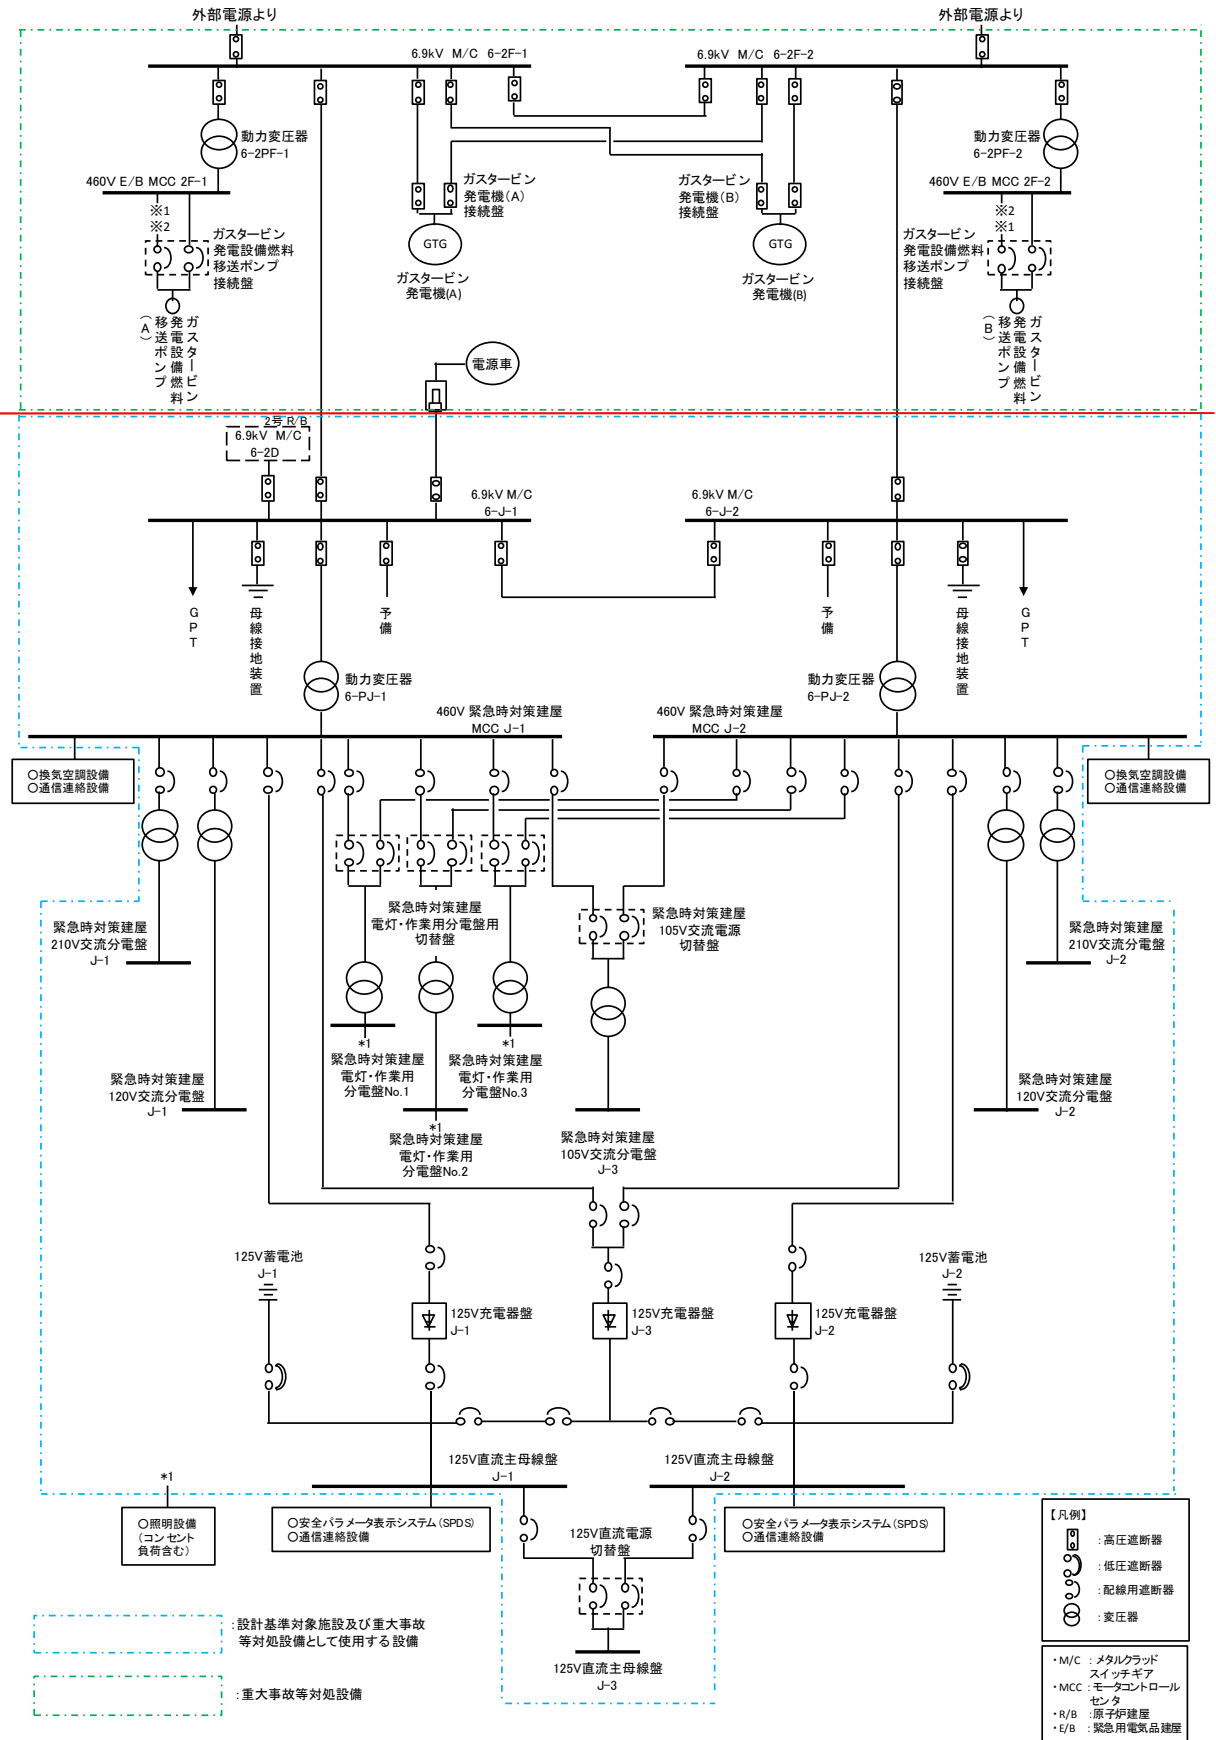 外部電源より
外部電源より
6.9kV M/C 6-2F-1
6.9kV M/C 6-2F-2
動力変圧器
6-2PF-1
動力変圧器
6-2PF-2
460V E/B MCC 2F-1
460V E/B MCC 2F-2
ガスタービン
発電機(A)
接続盤
ガスタービン
発電機(B)
接続盤
※1
※2
※2
※1
ガスタービン
発電設備燃料
移送ポンプ
接続盤
ガスタービン
発電設備燃料
移送ポンプ
接続盤
GTG
GTG
ガスタービン
発電機(A)
ガスタービン
発電機(B)
ガスタービン
発電設備燃料
移送ポンプ
(A)
ガスタービン
発電設備燃料
移送ポンプ
(B)
電源車
2号 R/B
6.9kV M/C
6-2D
6.9kV M/C
6-J-1
6.9kV M/C
6-J-2
GPT
母線接地装置
予備
予備
母線接地装置
GPT
動力変圧器
6-PJ-1
動力変圧器
6-PJ-2
460V 緊急時対策建屋
MCC J-1
460V 緊急時対策建屋
MCC J-2
○換気空調設備
○通信連絡設備
○換気空調設備
○通信連絡設備
緊急時対策建屋
210V交流分電盤
J-1
緊急時対策建屋
電灯・作業用分電盤用
切替盤
緊急時対策建屋
105V交流電源
切替盤
緊急時対策建屋
210V交流分電盤
J-2
*1
緊急時対策建屋
電灯・作業用
分電盤No.1
*1
緊急時対策建屋
電灯・作業用
分電盤No.3
緊急時対策建屋
120V交流分電盤
J-1
緊急時対策建屋
120V交流分電盤
J-2
*1
緊急時対策建屋
電灯・作業用
分電盤No.2
緊急時対策建屋
105V交流分電盤
J-3
125V蓄電池
J-1
125V蓄電池
J-2
125V充電器盤
J-1
125V充電器盤
J-3
125V充電器盤
J-2
125V直流主母線盤
J-1
125V直流主母線盤
J-2
*1
○照明設備
(コンセント
負荷含む)
○安全パラメータ表示システム(SPDS)
○通信連絡設備
125V直流電源
切替盤
○安全パラメータ表示システム(SPDS)
○通信連絡設備
125V直流主母線盤
J-3
【凡例】
:高圧遮断器
:低圧遮断器
:配線用遮断器
:変圧器
・M/C :メタルクラッド
スイッチギア
・MCC :モータコントロール
センタ
・R/B :原子炉建屋
・E/B :緊急用電気品建屋
:設計基準対象施設及び重大事故
等対処設備として使用する設備
:重大事故等対処設備